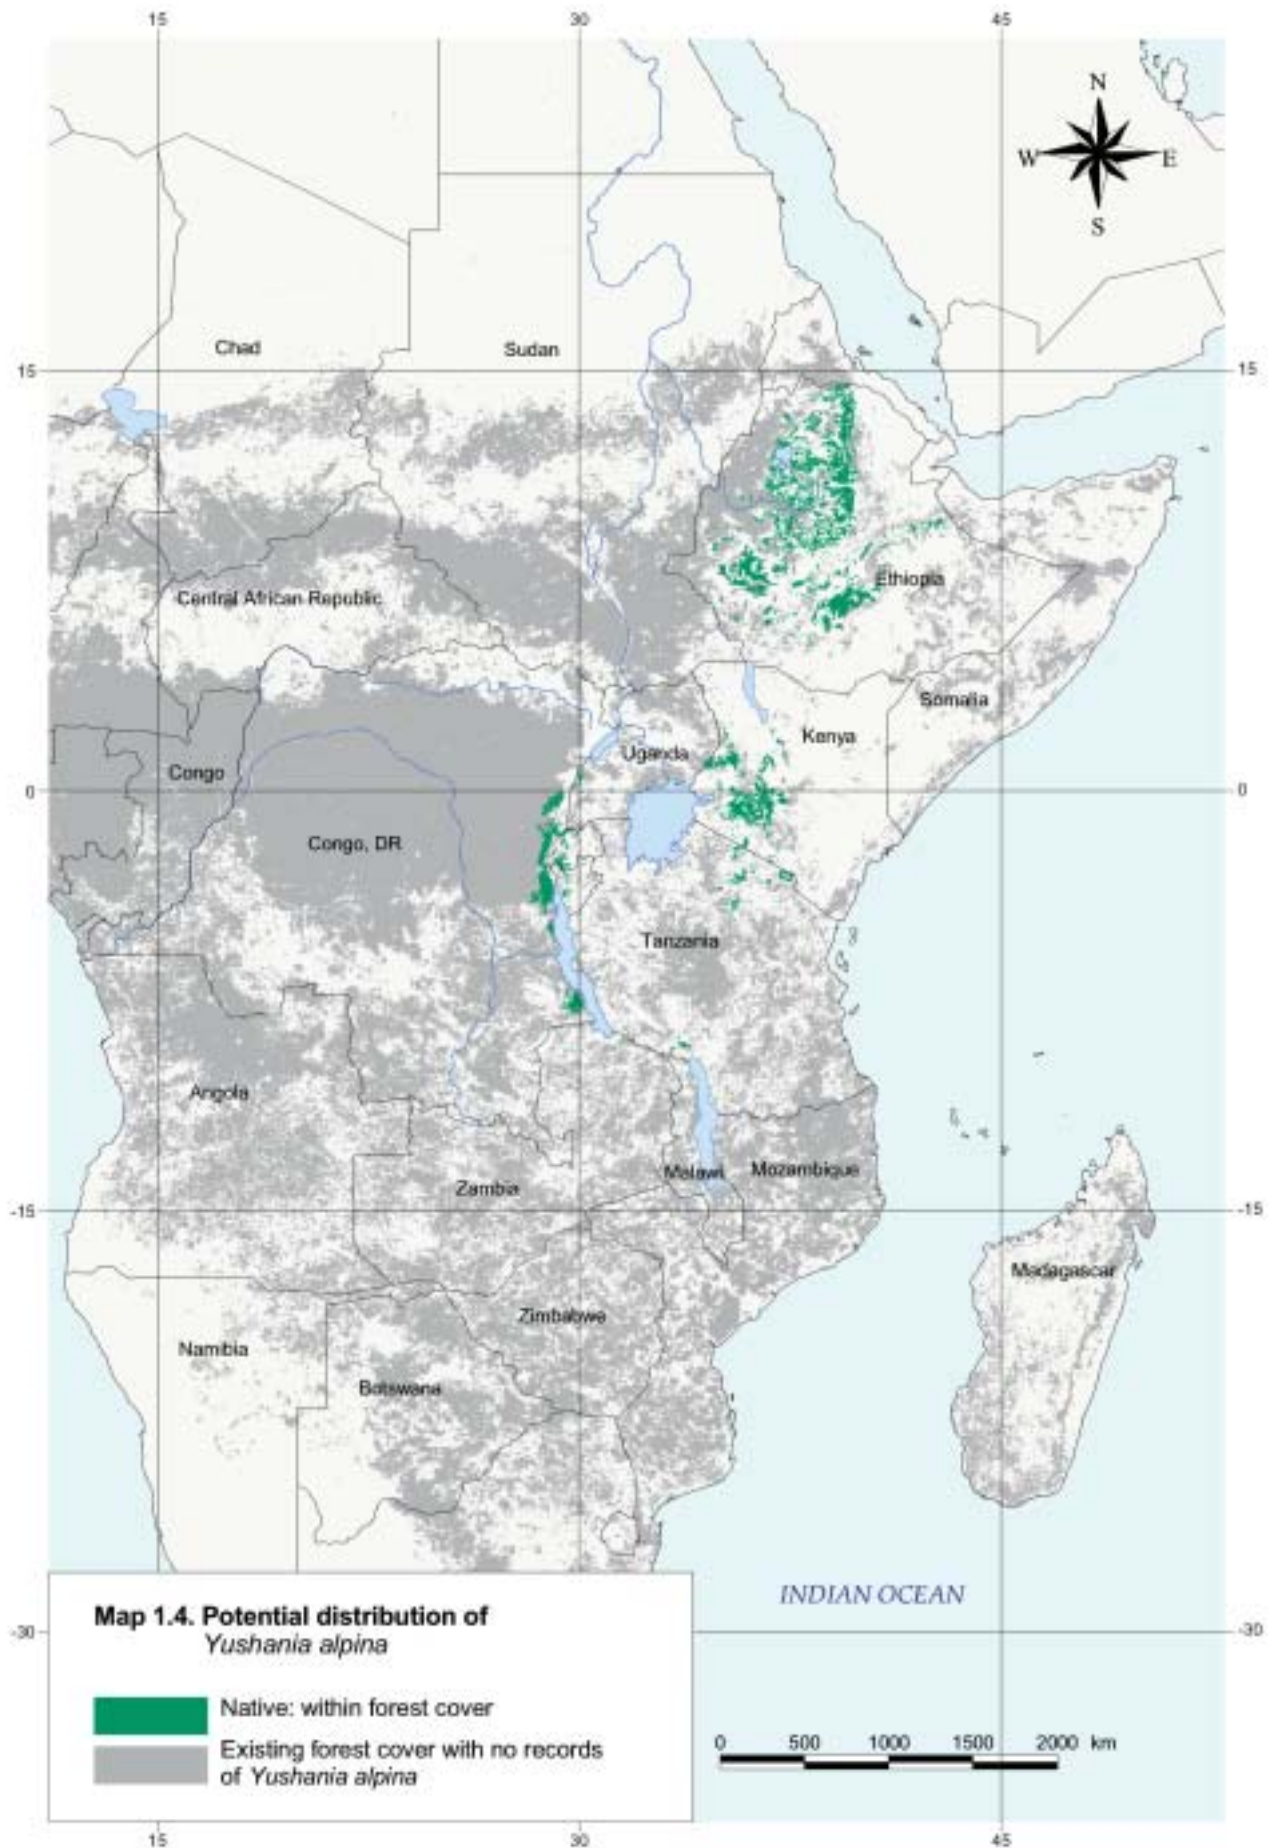 15 30 45
N
W E
S
Chad
Sudan
15 15
Central African Republic
Ethiopia
Somalia
Kenya
Uganda
Congo
0 0
Congo, DR
Tanzania
Angola
Malawi
Mozambique
Zambia
-15 -15
Madagascar
Zimbabwe
Namibia
Botswana
INDIAN OCEAN
Map 1.4. Potential distribution of
Yushania alpina
-30 -30
Native: within forest cover
Existing forest cover with no records
of Yushania alpina
0 500 1000 1500 2000 km
15 30 45